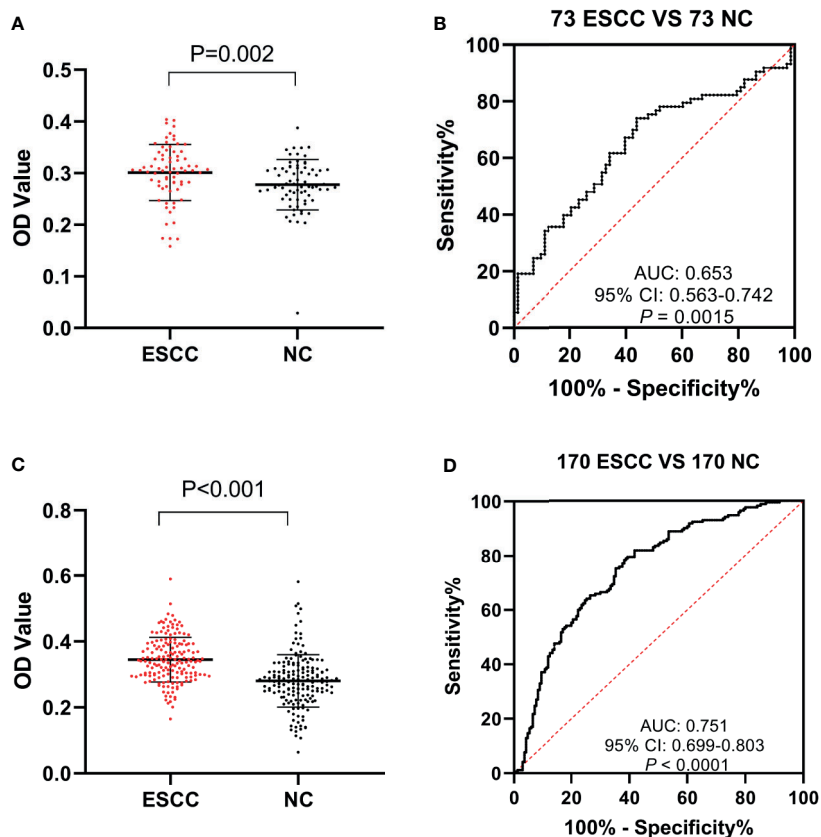 A
P=0.002
0.5
0.4
0.3
0.2
0.1
0.0
OD Value
ESCC
NC
B
73 ESCC VS 73 NC
100
80
60
40
20
0
Sensitivity%
AUC: 0.653
95% CI: 0.563-0.742
P = 0.0015
0 20 40 60 80 100
100% - Specificity%
C
P<0.001
0.8
0.6
0.4
0.2
0.0
OD Value
ESCC
NC
D
170 ESCC VS 170 NC
100
80
60
40
20
0
Sensitivity%
AUC: 0.751
95% CI: 0.699-0.803
P < 0.0001
0 20 40 60 80 100
100% - Specificity%